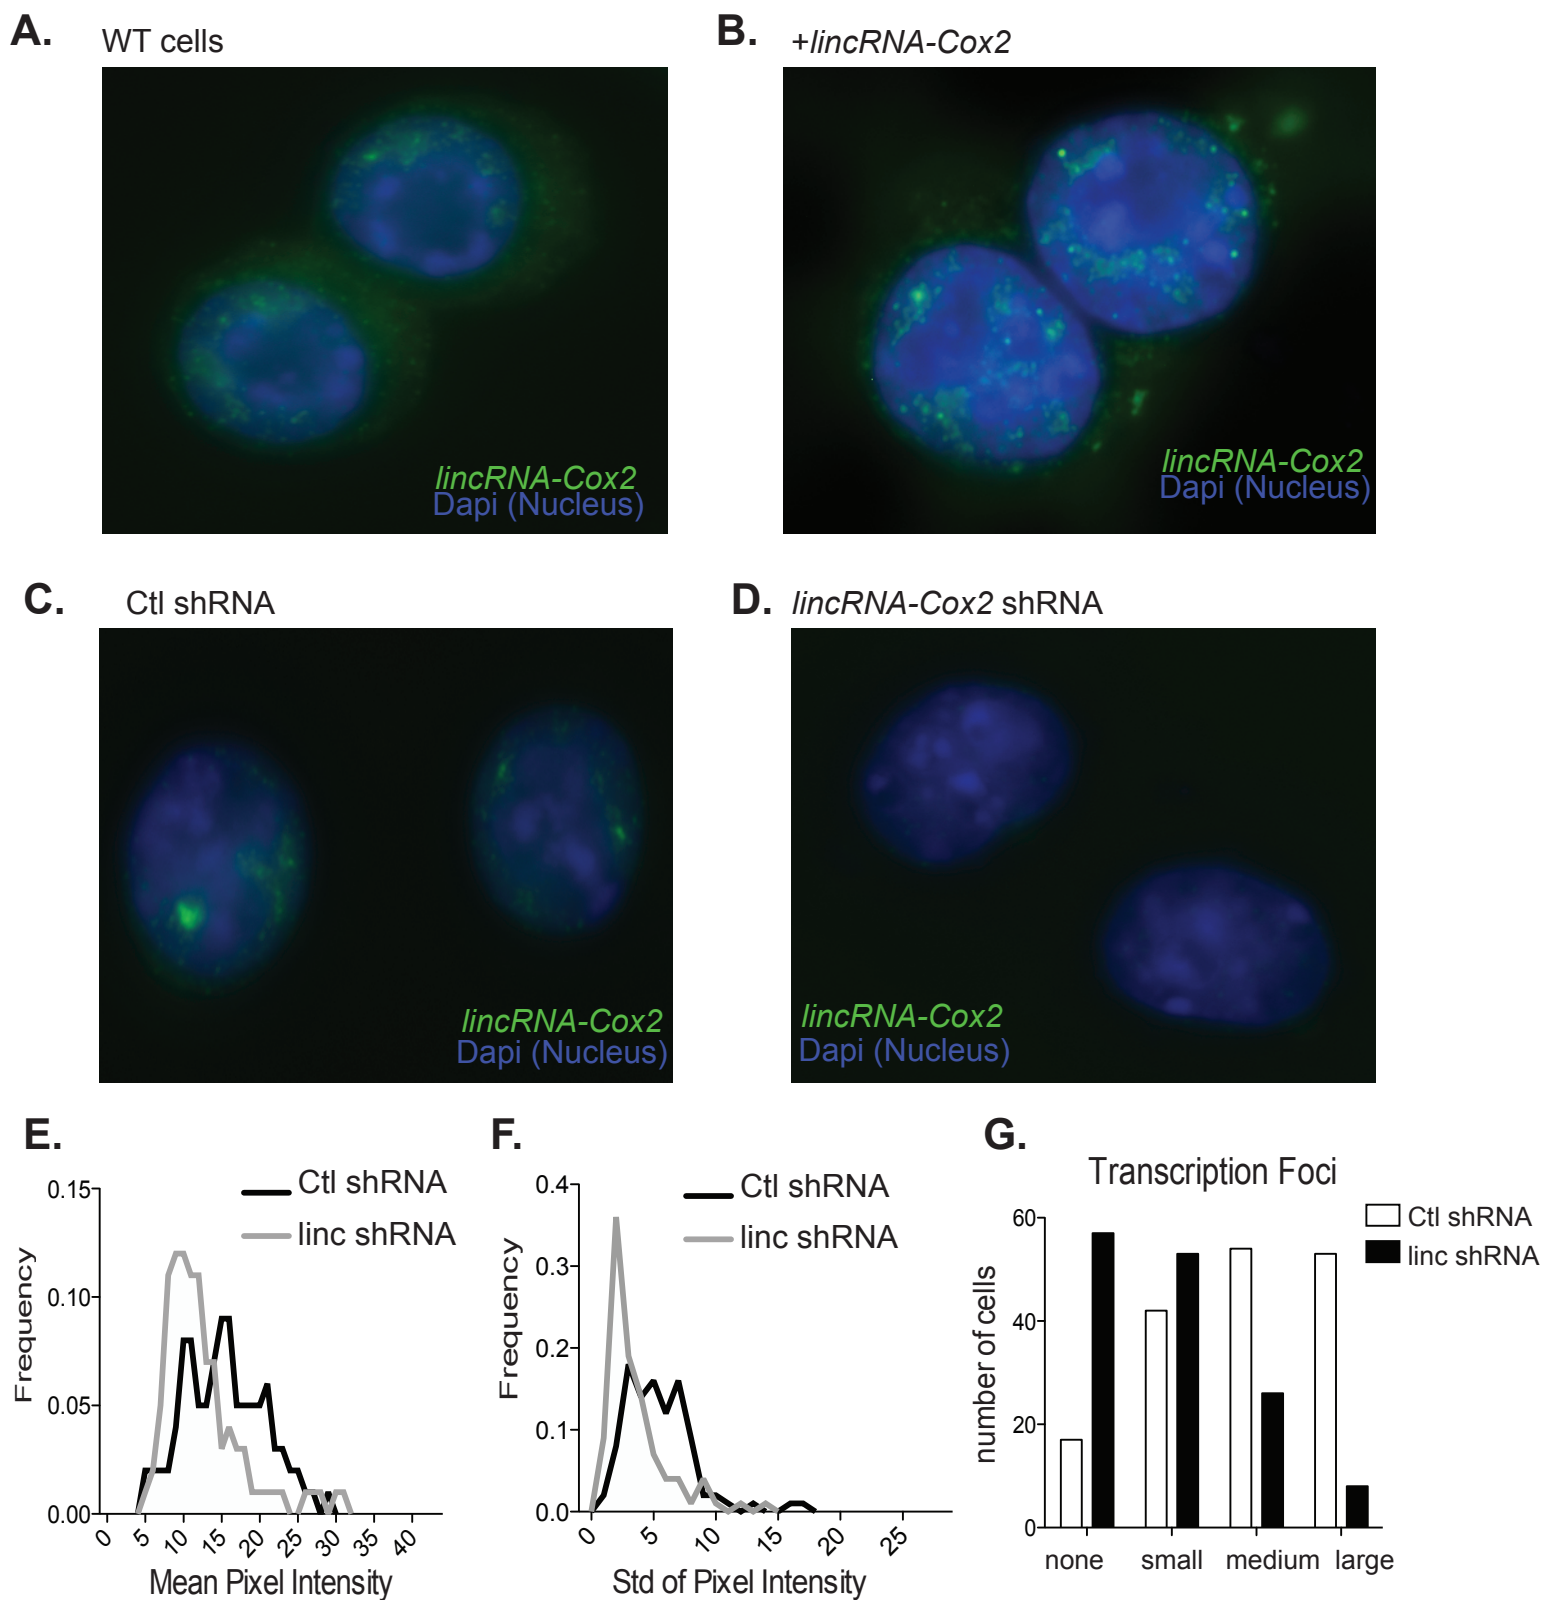 A.
WT cells
lincRNA-Cox2
Dapi (Nucleus)
B.
+lincRNA-Cox2
lincRNA-Cox2
Dapi (Nucleus)
C.
Ctl shRNA
lincRNA-Cox2
Dapi (Nucleus)
D.
lincRNA-Cox2 shRNA
lincRNA-Cox2
Dapi (Nucleus)
E.
Ctl shRNA
linc shRNA
Frequency
0.15
0.10
0.05
0.00
0 5 10 15 20 25 30 35 40
Mean Pixel Intensity
F.
Ctl shRNA
linc shRNA
Frequency
0.4
0.3
0.2
0.1
0.0
0 5 10 15 20 25
Std of Pixel Intensity
G.
Transcription Foci
Ctl shRNA
linc shRNA
number of cells
60
40
20
0
none small medium large